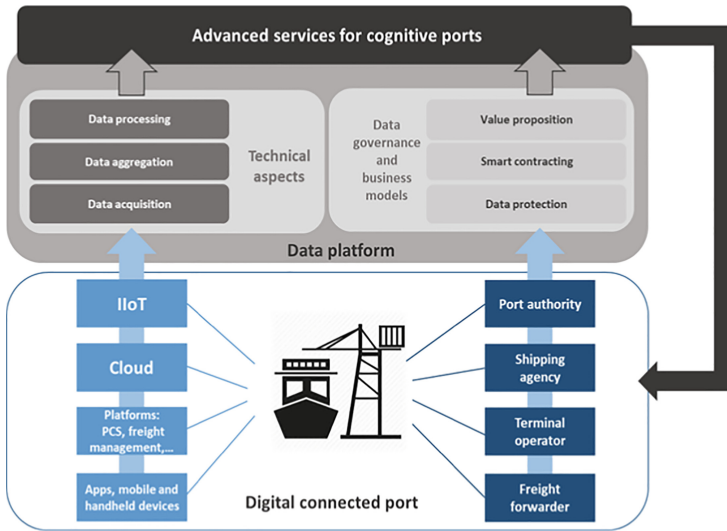 Advanced services for cognitive ports
Data processing
Data aggregation
Data acquisition
Technical
aspects
Data
governance
and
business
models
Value proposition
Smart contracting
Data protection
Data platform
IIoT
Cloud
Platforms:
PCS, freight
management,...
Apps, mobile and
handheld devices
Port authority
Shipping
agency
Terminal
operator
Freight
forwarder
Digital connected port